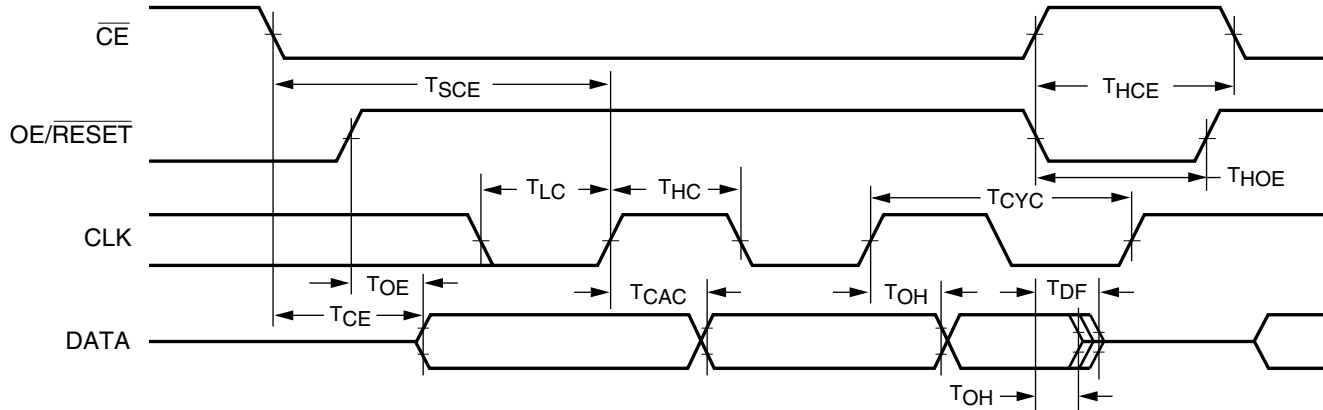 CE
TSCE
THCE
OE/RESET
THOE
TLC
THC
TCYC
CLK
TOE
TCAC
TOH
TDF
TCE
DATA
TOH